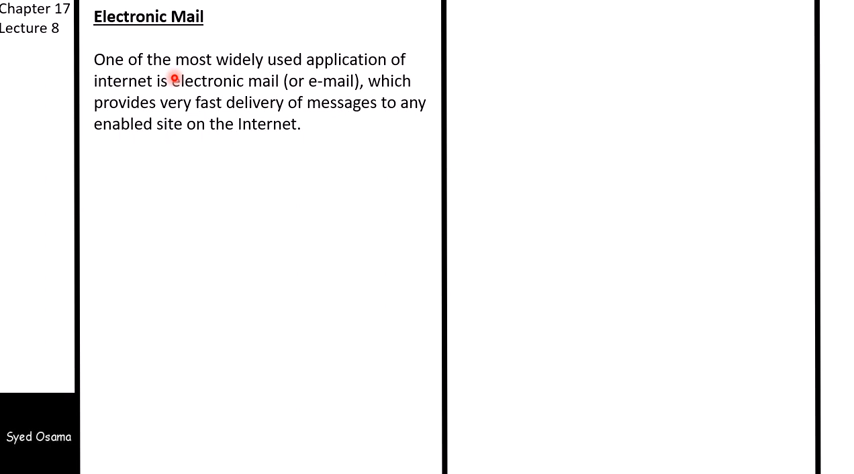 Chapter 17
Lecture 8
Electronic Mail
One of the most widely used application of
internet is electronic mail (or e-mail), which
provides very fast delivery of messages to any
enabled site on the Internet.
Syed Osama